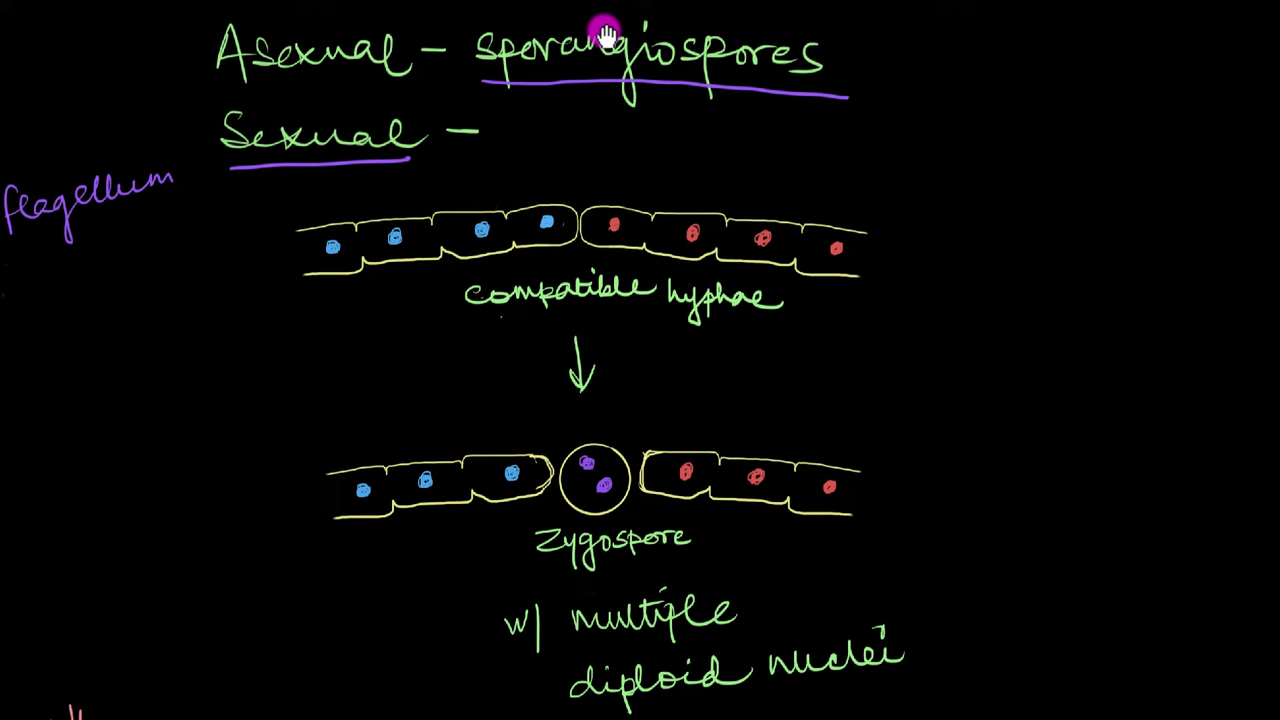 Asexual - sporangiospores
Sexual -
flagellum
compatible hyphae
Zygospore
w/ multiple
diploid nuclei